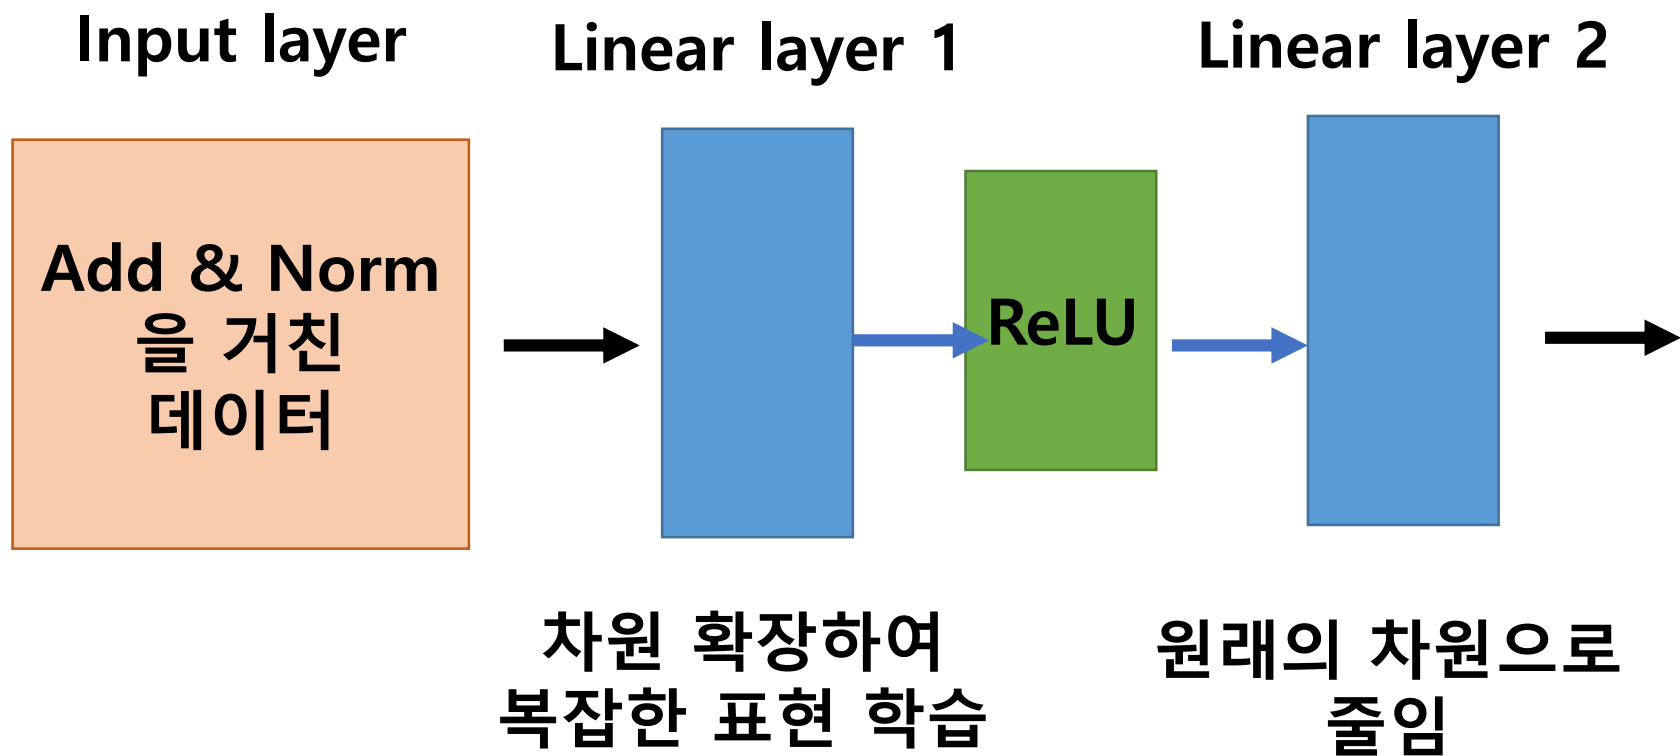 Input layer
Linear layer 1
Linear layer 2
Add & Norm
을 거친
데이터
ReLU
차원 확장하여
복잡한 표현 학습
원래의 차원으로
줄임